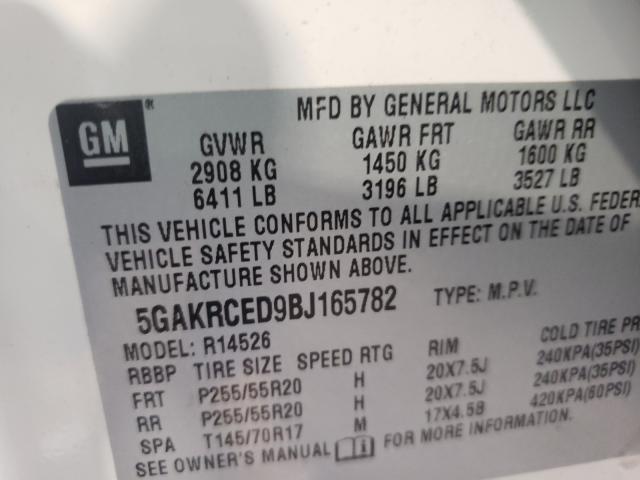 GM ®
MFD BY GENERAL MOTORS LLC
GVWR GAWR FRT GAWR RR
2908 KG 1450 KG 1600 KG
6411 LB 3196 LB 3527 LB
THIS VEHICLE CONFORMS TO ALL APPLICABLE U.S. FEDER
VEHICLE SAFETY STANDARDS IN EFFECT ON THE DATE OF
MANUFACTURE SHOWN ABOVE.
5GAKRCED9BJ165782 TYPE: M.P.V.
MODEL: R14526
RBBP TIRE SIZE SPEED RTG RIM COLD TIRE PR
FRT P255/55R20 H 20X7.5J 240KPA(35PSI)
RR P255/55R20 H 20X7.5J 240KPA(35PSI)
SPA T145/70R17 M 17X4.5B 420KPA(60PSI)
SEE OWNER'S MANUAL FOR MORE INFORMATION.